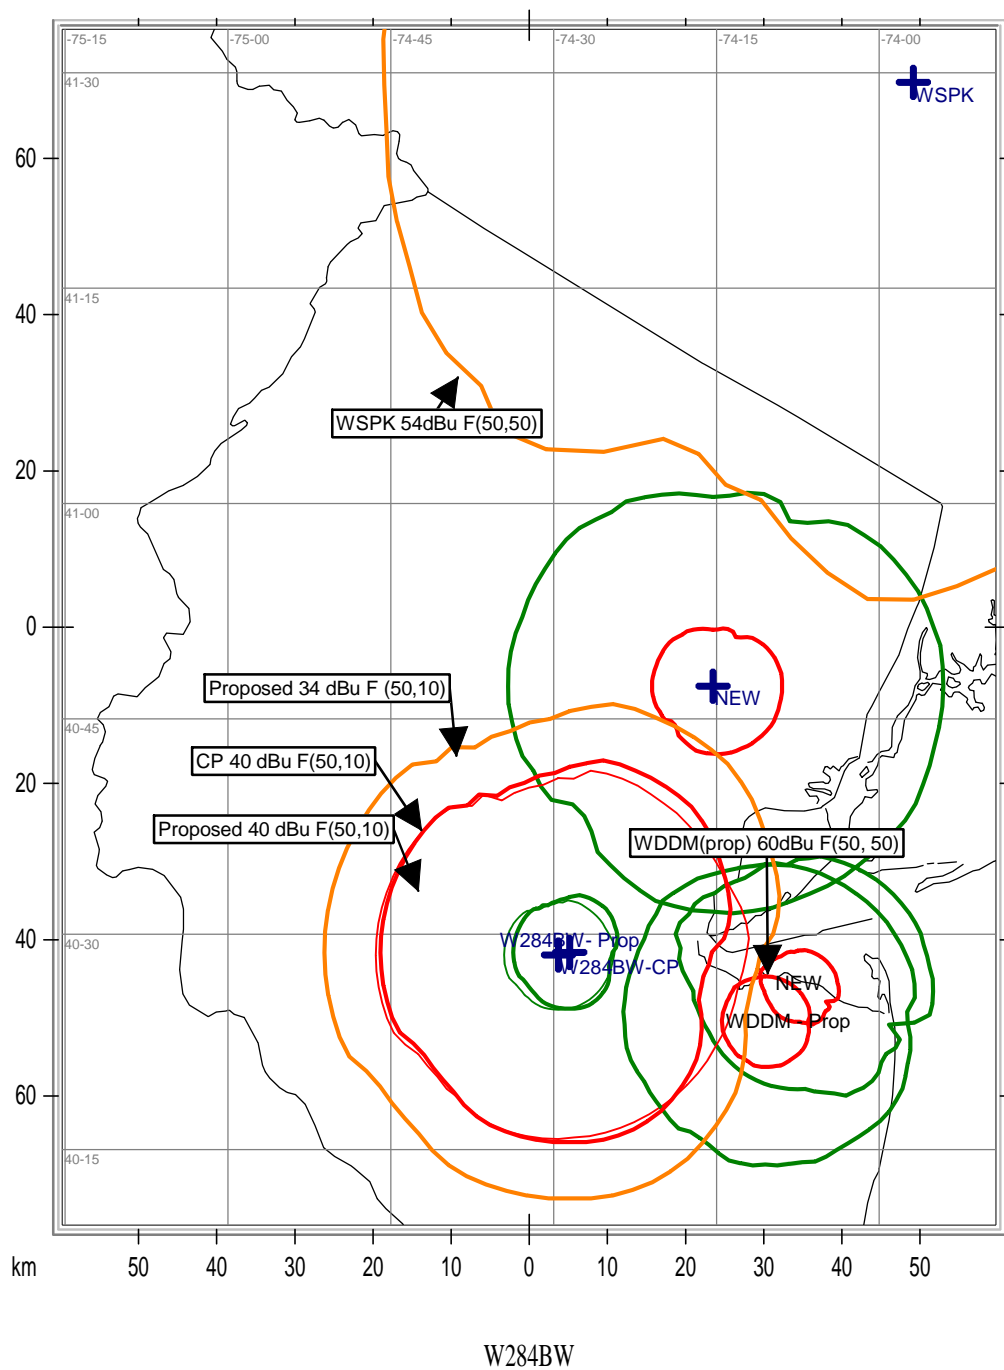 -75-15
-75-00
-74-45
-74-30
-74-15
-74-00
41-30
WSPK
60
41-15
40
WSPK 54dBu F(50,50)
20
41-00
0
Proposed 34 dBu F (50,10)
NEW
40-45
CP 40 dBu F(50,10)
20
Proposed 40 dBu F(50,10)
WDDM(prop) 60dBu F(50, 50)
40
40-30
W284BW- Prop
W284BW-CP
NEW
WDDM - Prop
60
40-15
km
50
40
30
20
10
0
10
20
30
40
50
W284BW